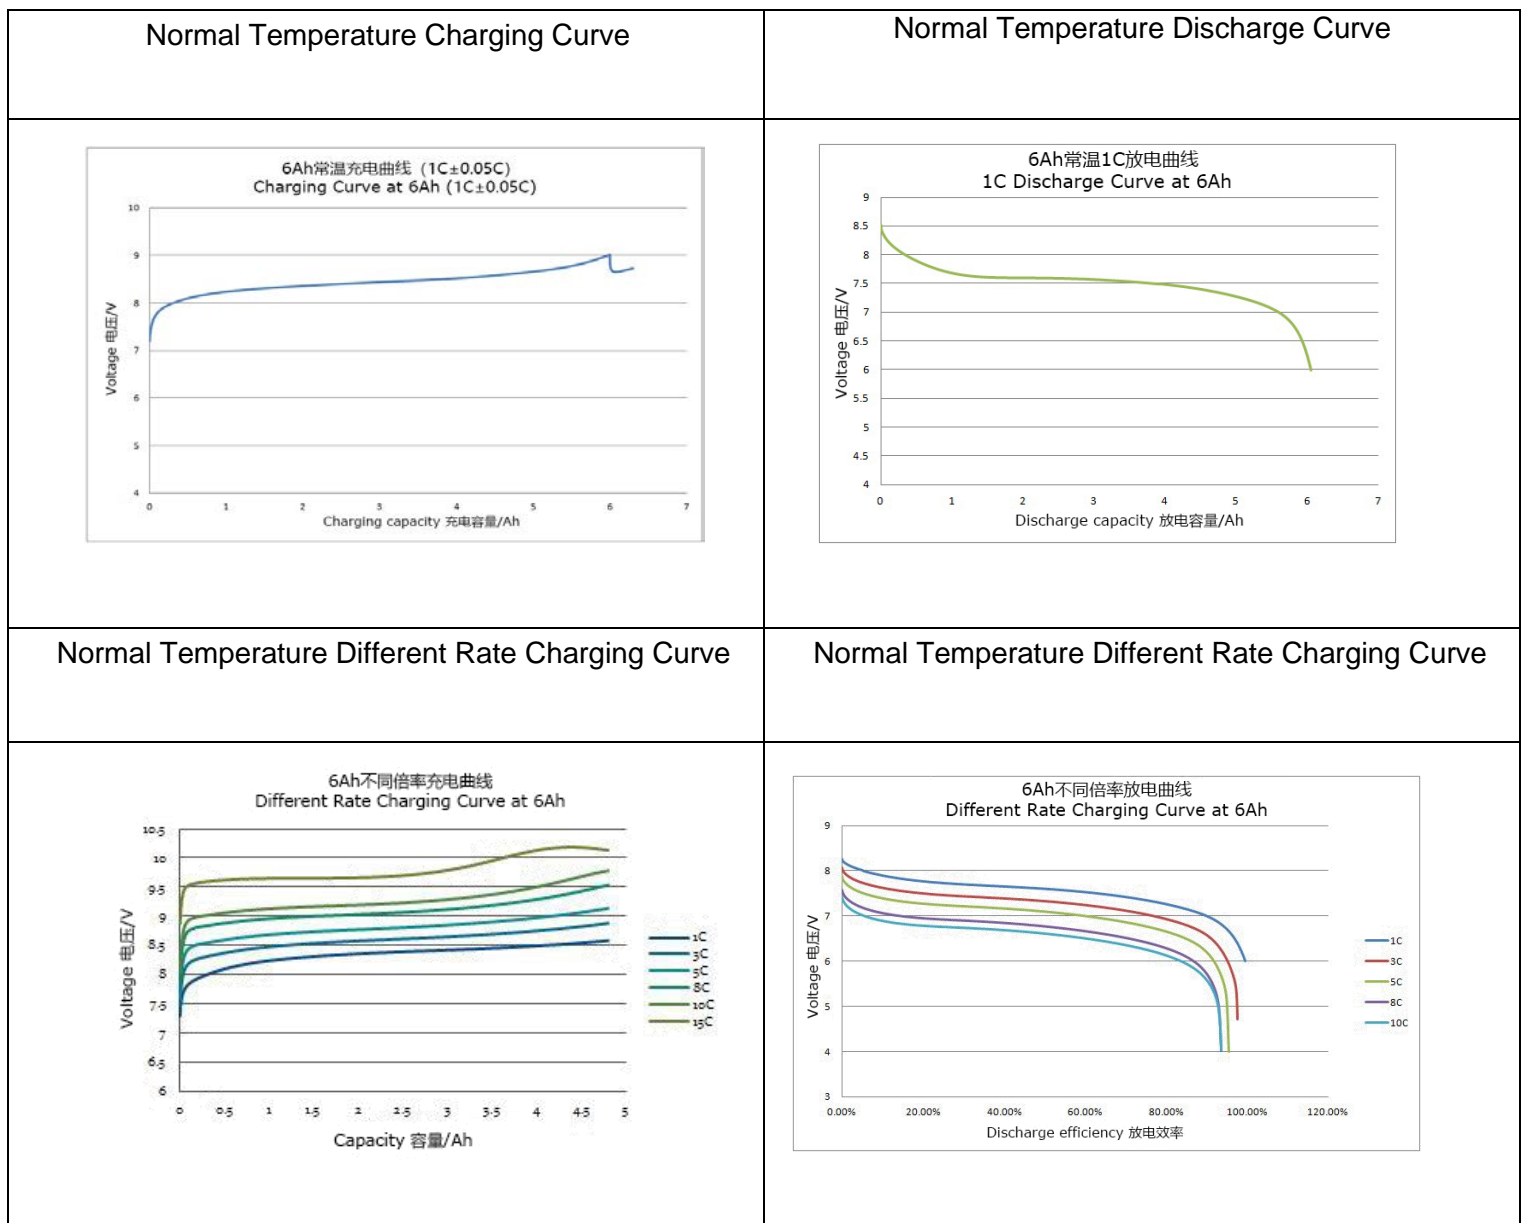 Normal Temperature Charging Curve
Normal Temperature Discharge Curve
6Ah常温充电曲线 (1C±0.05C)
Charging Curve at 6Ah (1C±0.05C)
10
9
8
7
6
5
4
Voltage 电压/V
0 1 2 3 4 5 6 7
Charging capacity 充电容量/Ah
6Ah常温1C放电曲线
1C Discharge Curve at 6Ah
9
8.5
8
7.5
7
6.5
6
5.5
5
4.5
4
Voltage 电压/V
0 1 2 3 4 5 6 7
Discharge capacity 放电容量/Ah
Normal Temperature Different Rate Charging Curve
Normal Temperature Different Rate Charging Curve
6Ah不同倍率充电曲线
Different Rate Charging Curve at 6Ah
10.5
10
9.5
9
8.5
8
7.5
7
6.5
6
Voltage 电压/V
0 0.5 1 1.5 2 2.5 3 3.5 4 4.5 5
Capacity 容量/Ah
1C
3C
5C
8C
10C
15C
6Ah不同倍率放电曲线
Different Rate Charging Curve at 6Ah
9
8
7
6
5
4
3
Voltage 电压/V
0.00% 20.00% 40.00% 60.00% 80.00% 100.00% 120.00%
Discharge efficiency 放电效率
1C
3C
5C
8C
10C